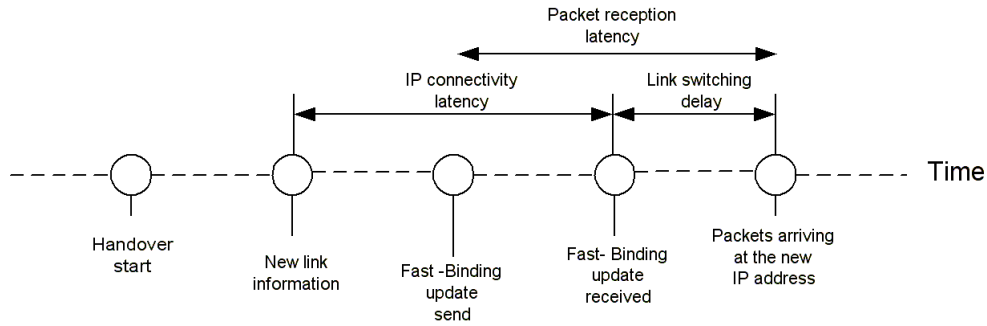 Packet reception
latency
IP connectivity
latency
Link switching
delay
Time
Handover
start
New link
information
Fast -Binding
update
send
Fast- Binding
update
received
Packets arriving
at the new
IP address